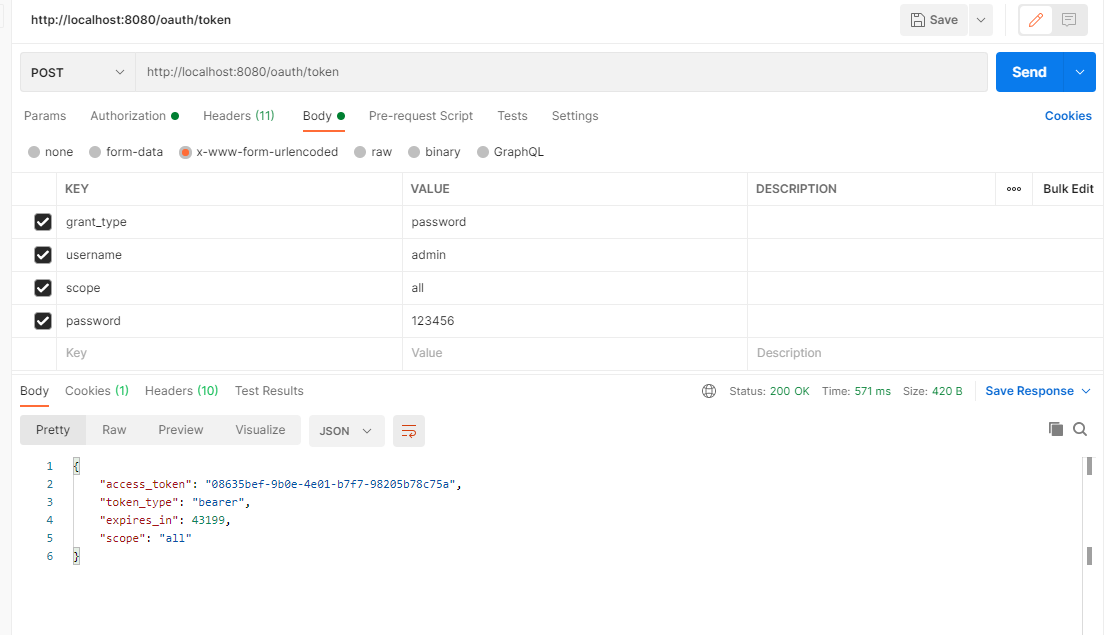 http://localhost:8080/oauth/token Save
POST http://localhost:8080/oauth/token Send
Params Authorization Headers (11) Body Pre-request Script Tests Settings Cookies
none form-data x-www-form-urlencoded raw binary GraphQL
KEY VALUE DESCRIPTION ooo Bulk Edit
grant_type password
username admin
scope all
password 123456
Key Value Description
Body Cookies (1) Headers (10) Test Results Status: 200 OK Time: 571 ms Size: 420 B Save Response
Pretty Raw Preview Visualize JSON
1 {
2 "access_token": "08635bef-9b0e-4e01-b7f7-98205b78c75a",
3 "token_type": "bearer",
4 "expires_in": 43199,
5 "scope": "all"
6 }